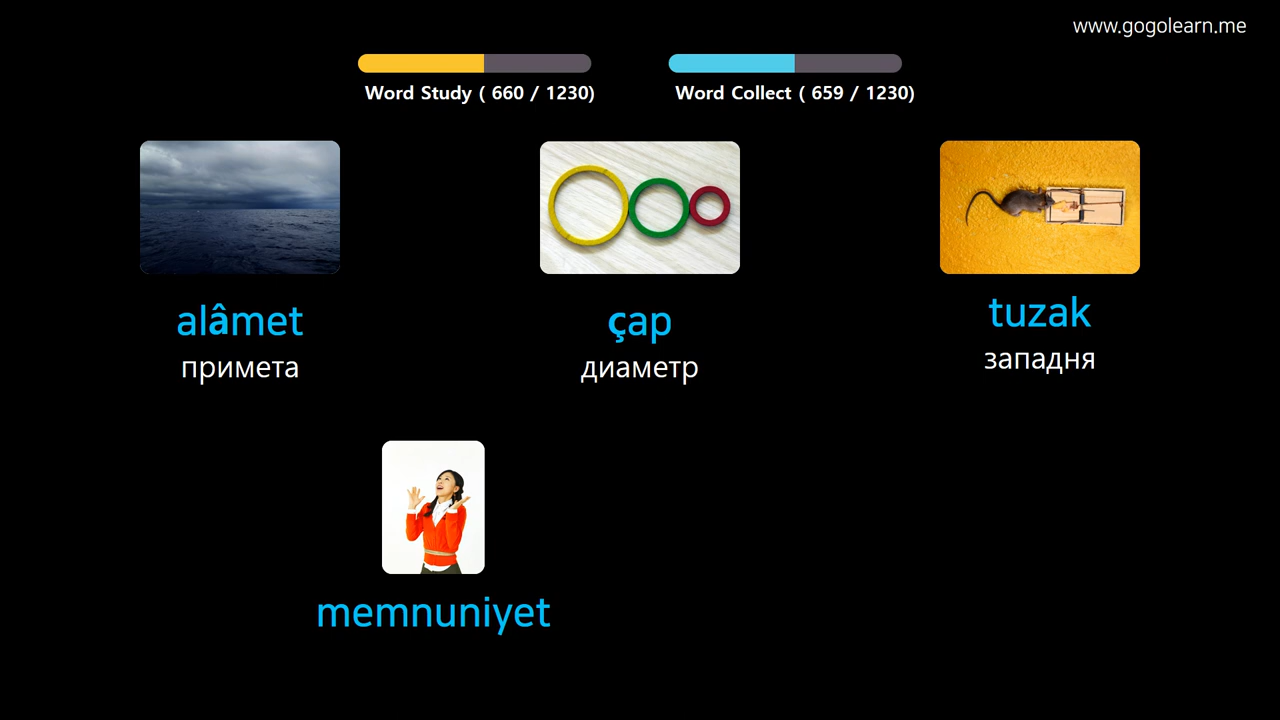 www.gogolearn.me
Word Study ( 660 / 1230)
Word Collect ( 659 / 1230)
alâmet
примета
çap
диаметр
tuzak
западня
memnuniyet